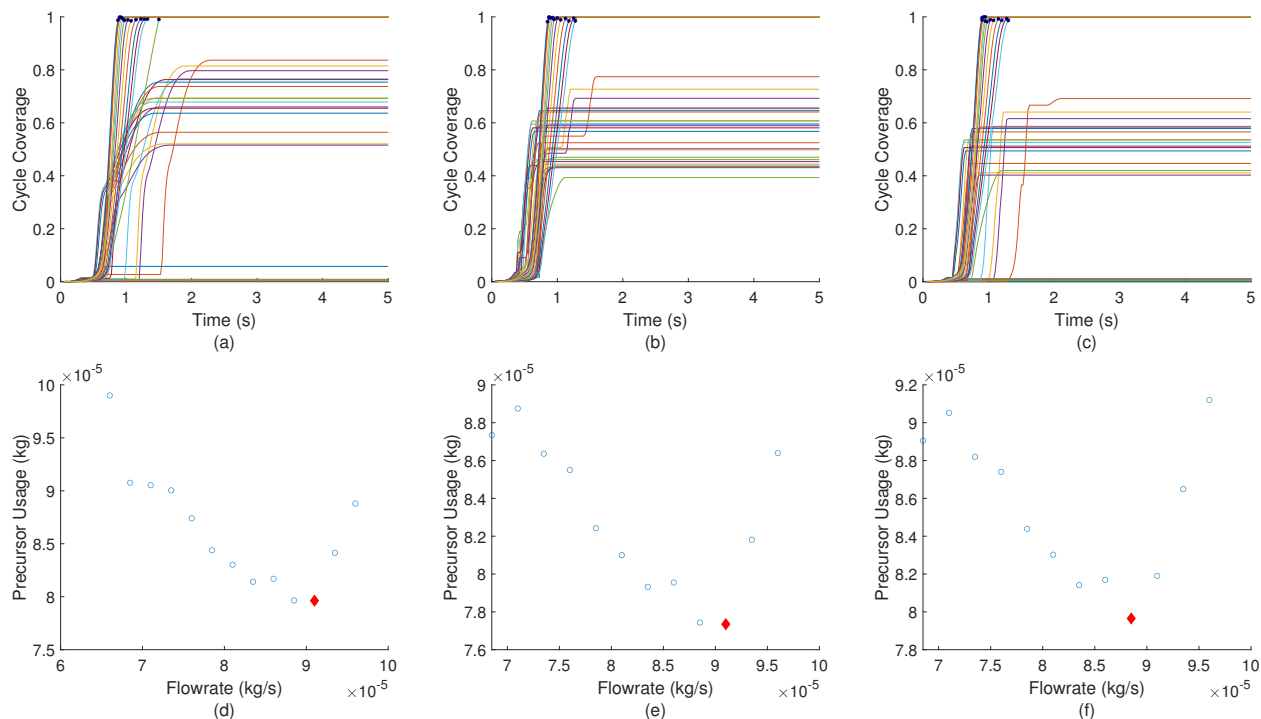 1
0.8
0.6
0.4
0.2
0
Cycle Coverage
0 1 2 3 4 5
Time (s)
(a)
1
0.8
0.6
0.4
0.2
0
Cycle Coverage
0 1 2 3 4 5
Time (s)
(b)
1
0.8
0.6
0.4
0.2
0
Cycle Coverage
0 1 2 3 4 5
Time (s)
(c)
×10⁻⁵
10
9.5
9
8.5
8
7.5
Precursor Usage (kg)
6 7 8 9 10
Flowrate (kg/s)
×10⁻⁵
(d)
×10⁻⁵
9
8.8
8.6
8.4
8.2
8
7.8
7.6
Precursor Usage (kg)
7 7.5 8 8.5 9 9.5 10
Flowrate (kg/s)
×10⁻⁵
(e)
×10⁻⁵
9.2
9
8.8
8.6
8.4
8.2
8
7.8
Precursor Usage (kg)
7 7.5 8 8.5 9 9.5 10
Flowrate (kg/s)
×10⁻⁵
(f)